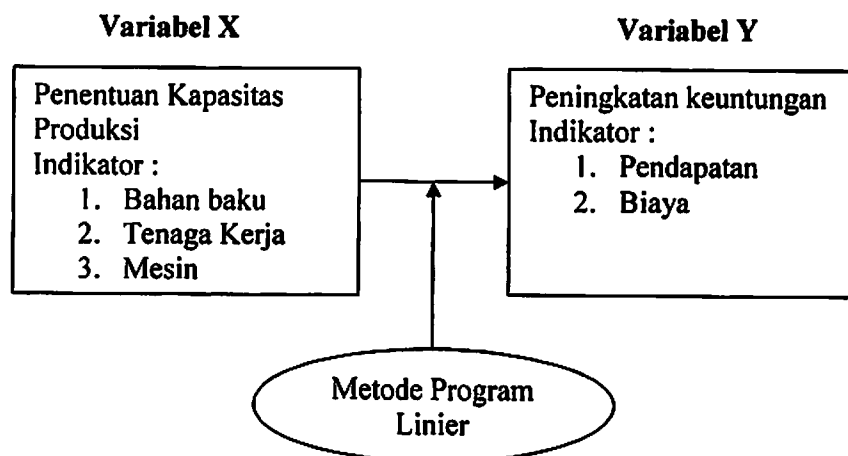 Variabel X
Variabel Y
Penentuan Kapasitas
Produksi
Indikator :
1. Bahan baku
2. Tenaga Kerja
3. Mesin
Peningkatan keuntungan
Indikator :
1. Pendapatan
2. Biaya
Metode Program
Linier